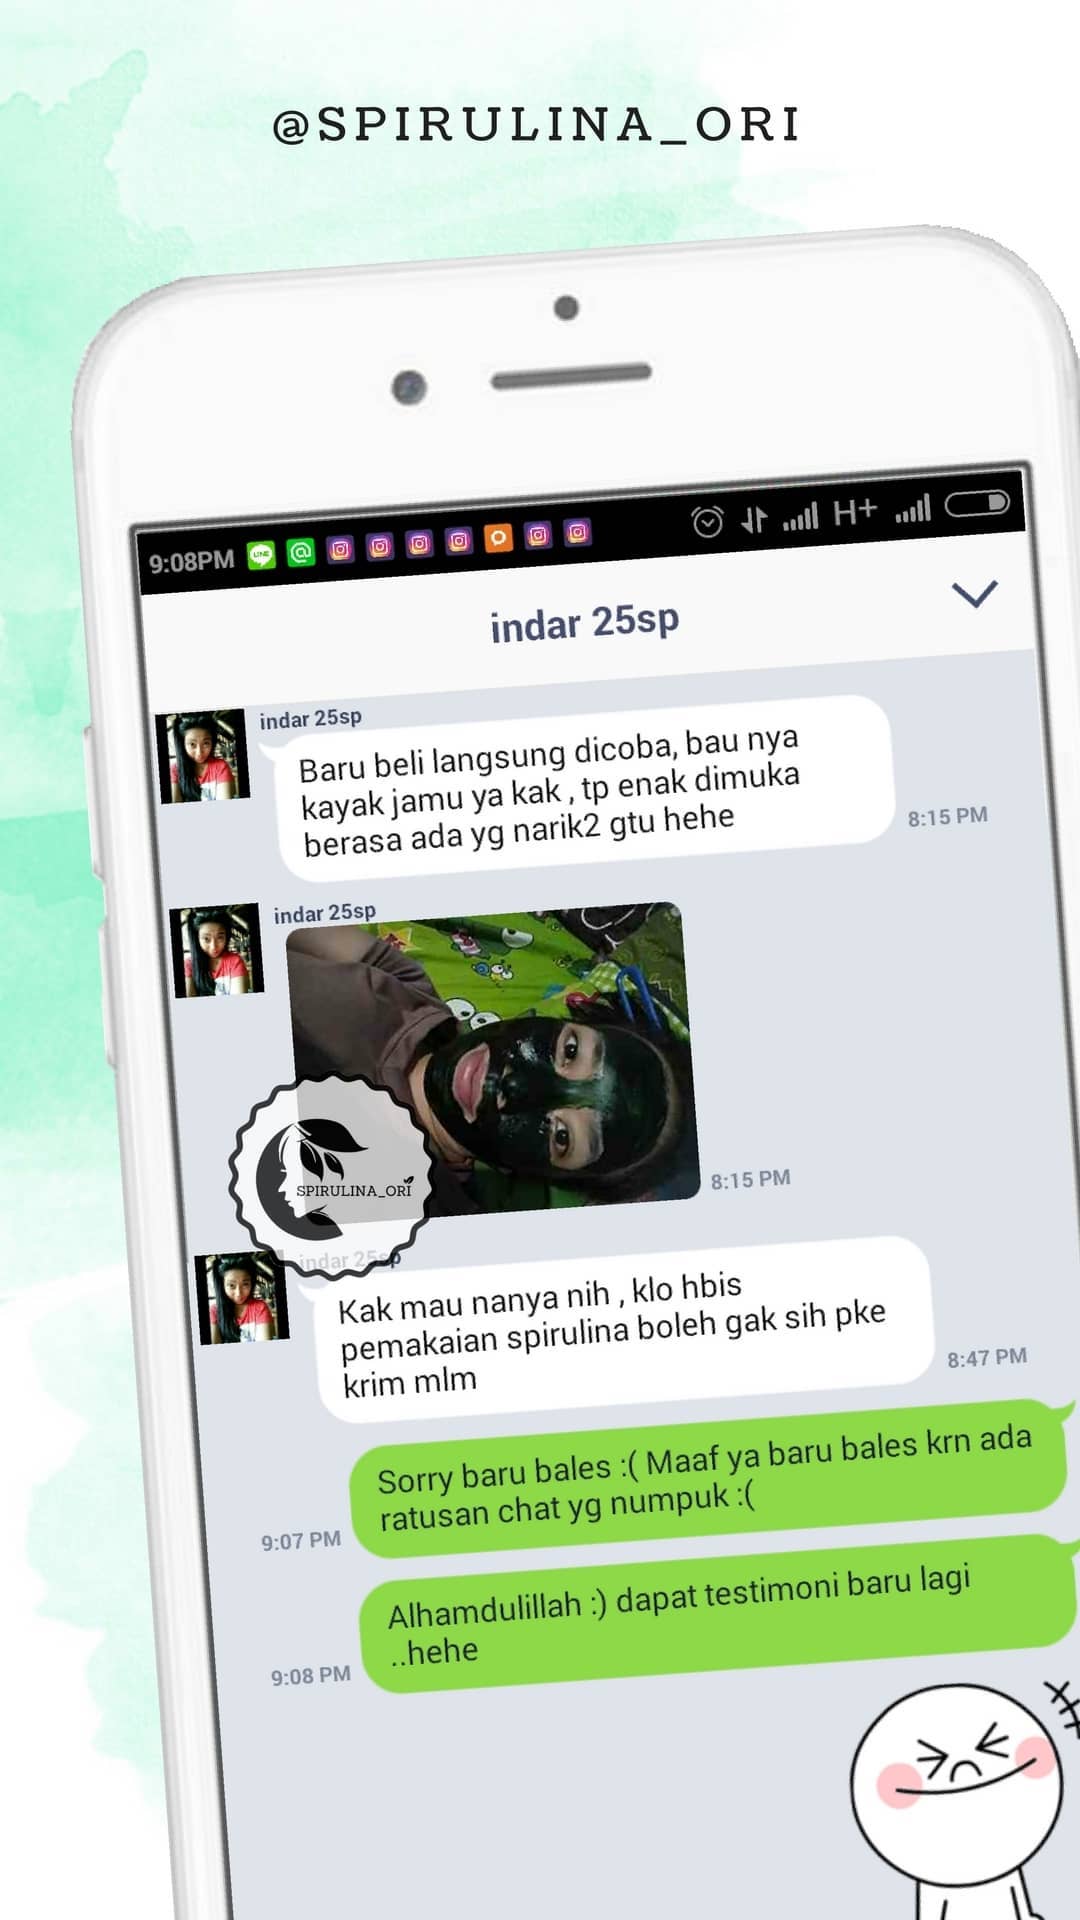 @SPIRULINA_ORI
9:08PM
LINE
@
H+
indar 25sp
indar 25sp
Baru beli langsung dicoba, bau nya
kayak jamu ya kak , tp enak dimuka
berasa ada yg narik2 gtu hehe
8:15 PM
indar 25sp
8:15 PM
SPIRULINA_ORI
indar 25sp
Kak mau nanya nih , klo hbis
pemakaian spirulina boleh gak sih pke
krim mlm
8:47 PM
Sorry baru bales :( Maaf ya baru bales krn ada
ratusan chat yg numpuk :(
9:07 PM
Alhamdulillah :) dapat testimoni baru lagi
..hehe
9:08 PM